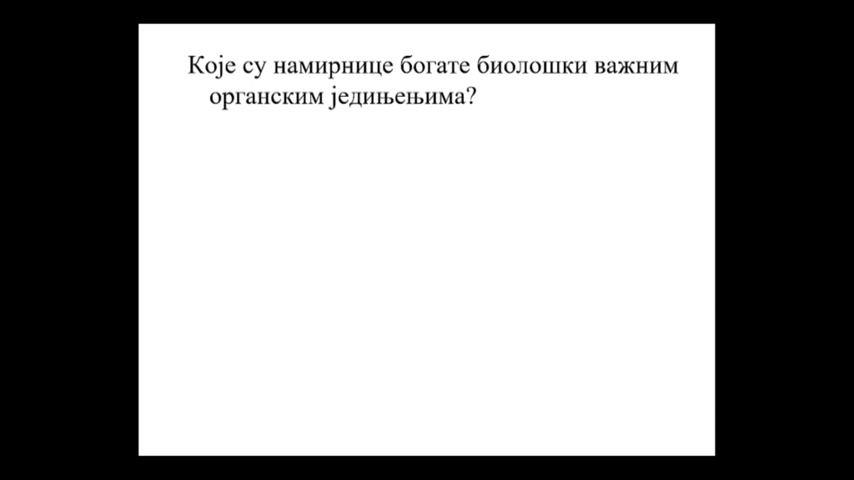 Које су намирнице богате биолошки важним
органским једињењима?